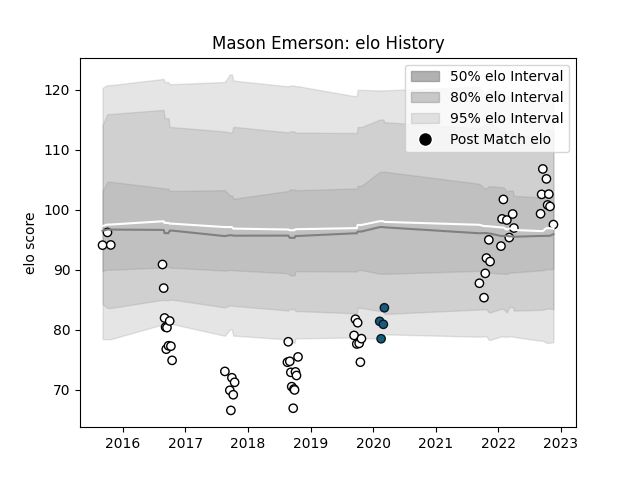 Mason Emerson: elo History
50% elo Interval
80% elo Interval
95% elo Interval
Post Match elo
elo score
120
110
100
90
80
70
2016 2017 2018 2019 2020 2021 2022 2023